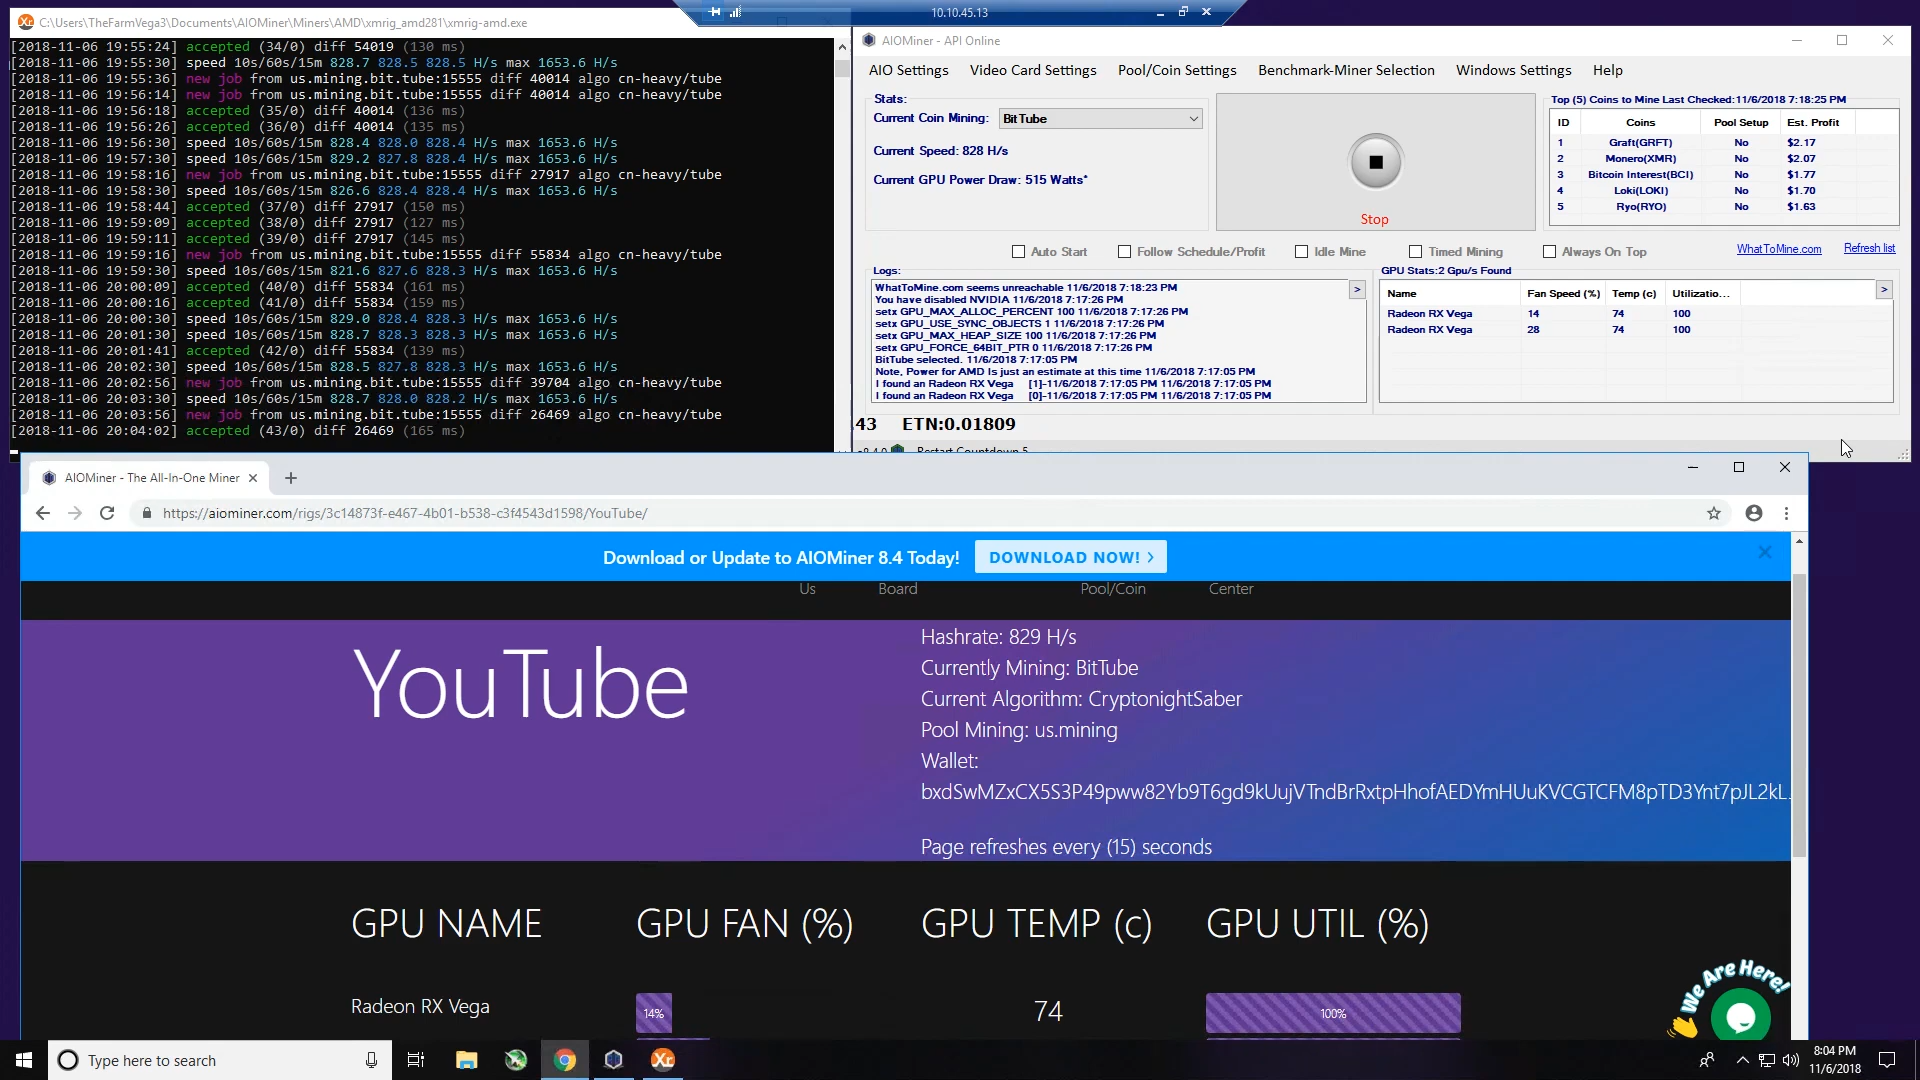 10.10.45.13
C:\Users\TheFarmVega3\Documents\AIOMiner\Miners\AMD\xmrig_amd281\xmrig-amd.exe
[2018-11-06 19:55:24] accepted (34/0) diff 54019 (130 ms)
[2018-11-06 19:55:30] speed 10s/60s/15m 828.7 828.5 828.5 H/s max 1653.6 H/s
[2018-11-06 19:55:36] new job from us.mining.bit.tube:15555 diff 40014 algo cn-heavy/tube
[2018-11-06 19:56:14] new job from us.mining.bit.tube:15555 diff 40014 algo cn-heavy/tube
[2018-11-06 19:56:18] accepted (35/0) diff 40014 (136 ms)
[2018-11-06 19:56:26] accepted (36/0) diff 40014 (135 ms)
[2018-11-06 19:56:30] speed 10s/60s/15m 828.4 828.0 828.4 H/s max 1653.6 H/s
[2018-11-06 19:57:30] speed 10s/60s/15m 829.2 827.8 828.4 H/s max 1653.6 H/s
[2018-11-06 19:58:16] new job from us.mining.bit.tube:15555 diff 27917 algo cn-heavy/tube
[2018-11-06 19:58:30] speed 10s/60s/15m 826.6 828.4 828.4 H/s max 1653.6 H/s
[2018-11-06 19:58:44] accepted (37/0) diff 27917 (150 ms)
[2018-11-06 19:59:09] accepted (38/0) diff 27917 (127 ms)
[2018-11-06 19:59:11] accepted (39/0) diff 27917 (145 ms)
[2018-11-06 19:59:16] new job from us.mining.bit.tube:15555 diff 55834 algo cn-heavy/tube
[2018-11-06 19:59:30] speed 10s/60s/15m 821.6 827.6 828.3 H/s max 1653.6 H/s
[2018-11-06 20:00:09] accepted (40/0) diff 55834 (161 ms)
[2018-11-06 20:00:16] accepted (41/0) diff 55834 (159 ms)
[2018-11-06 20:00:30] speed 10s/60s/15m 829.0 828.4 828.3 H/s max 1653.6 H/s
[2018-11-06 20:01:30] speed 10s/60s/15m 828.7 828.3 828.3 H/s max 1653.6 H/s
[2018-11-06 20:01:41] accepted (42/0) diff 55834 (139 ms)
[2018-11-06 20:02:30] speed 10s/60s/15m 828.5 827.8 828.3 H/s max 1653.6 H/s
[2018-11-06 20:02:56] new job from us.mining.bit.tube:15555 diff 39704 algo cn-heavy/tube
[2018-11-06 20:03:30] speed 10s/60s/15m 828.7 828.0 828.2 H/s max 1653.6 H/s
[2018-11-06 20:03:56] new job from us.mining.bit.tube:15555 diff 26469 algo cn-heavy/tube
[2018-11-06 20:04:02] accepted (43/0) diff 26469 (165 ms)
AIOMiner - API Online
AIO Settings Video Card Settings Pool/Coin Settings Benchmark-Miner Selection Windows Settings Help
Stats:
Current Coin Mining: BitTube
Current Speed: 828 H/s
Current GPU Power Draw: 515 Watts*
Stop
Top (5) Coins to Mine Last Checked:11/6/2018 7:18:25 PM
ID Coins Pool Setup Est. Profit
1 Graft(GRFT) No $2.17
2 Monero(XMR) No $2.07
3 Bitcoin Interest(BCI) No $1.77
4 Loki(LOKI) No $1.70
5 Ryo(RYO) No $1.63
Auto Start Follow Schedule/Profit Idle Mine Timed Mining Always On Top WhatToMine.com Refresh list
Logs:
WhatToMine.com seems unreachable 11/6/2018 7:18:23 PM
You have disabled NVIDIA 11/6/2018 7:17:26 PM
setx GPU_MAX_ALLOC_PERCENT 100 11/6/2018 7:17:26 PM
setx GPU_USE_SYNC_OBJECTS 1 11/6/2018 7:17:26 PM
setx GPU_MAX_HEAP_SIZE 100 11/6/2018 7:17:26 PM
setx GPU_FORCE_64BIT_PTR 0 11/6/2018 7:17:26 PM
BitTube selected. 11/6/2018 7:17:05 PM
Note, Power for AMD Is just an estimate at this time 11/6/2018 7:17:05 PM
I found an Radeon RX Vega [1]-11/6/2018 7:17:05 PM 11/6/2018 7:17:05 PM
I found an Radeon RX Vega [0]-11/6/2018 7:17:05 PM 11/6/2018 7:17:05 PM
>
GPU Stats:2 Gpu/s Found
Name Fan Speed (%) Temp (c) Utilizatio... >
Radeon RX Vega 14 74 100
Radeon RX Vega 28 74 100
.43 ETN:0.01809
Restart Countdown 5
AIOMiner - The All-In-One Miner
https://aiominer.com/rigs/3c14873f-e467-4b01-b538-c3f4543d1598/YouTube/
Download or Update to AIOMiner 8.4 Today! DOWNLOAD NOW! >
Us Board Pool/Coin Center
YouTube
Hashrate: 829 H/s
Currently Mining: BitTube
Current Algorithm: CryptonightSaber
Pool Mining: us.mining
Wallet:
bxdSwMZxCX5S3P49pww82Yb9T6gd9kUujVTndBrRxtpHhofAEDYmHUuKVCGTCFM8pTD3Ynt7pJL2kL.
Page refreshes every (15) seconds
GPU NAME GPU FAN (%) GPU TEMP (c) GPU UTIL (%)
Radeon RX Vega 14% 74 100%
We Are Here!
Type here to search
Xr
8:04 PM
11/6/2018